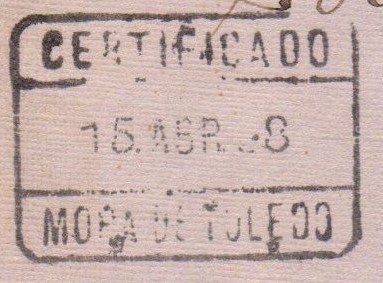 CERTIFICADO
15. ABR.
MORA DE TOLEDO